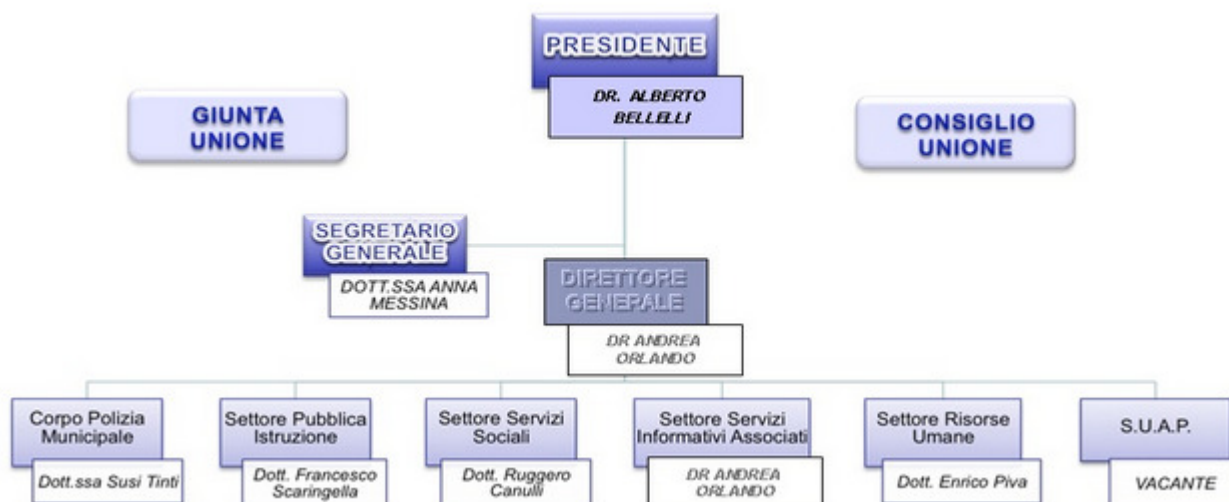 PRESIDENTE
DR. ALBERTO
BELLELLI
GIUNTA
UNIONE
CONSIGLIO
UNIONE
SEGRETARIO
GENERALE
DOTT.SSA ANNA
MESSINA
DIRETTORE
GENERALE
DR ANDREA
ORLANDO
Corpo Polizia
Municipale
Dott.ssa Susi Tinti
Settore Pubblica
Istruzione
Dott. Francesco
Scaringella
Settore Servizi
Sociali
Dott. Ruggero
Canulli
Settore Servizi
Informativi Associati
DR ANDREA
ORLANDO
Settore Risorse
Umane
Dott. Enrico Piva
S.U.A.P.
VACANTE